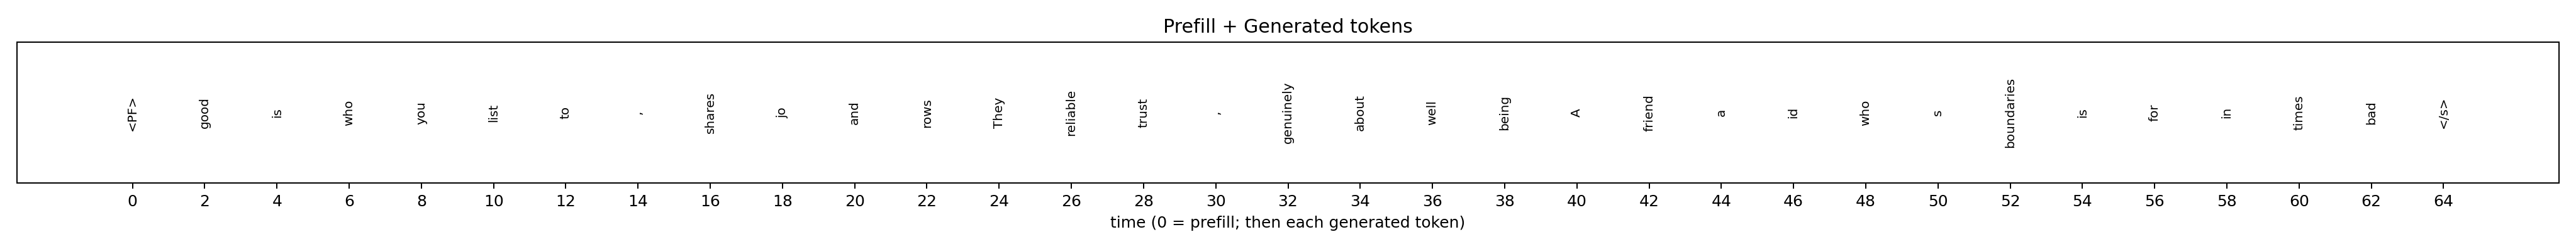 Prefill + Generated tokens
<PF> good is who you list to , shares jo and rows They reliable trust , genuinely about well being A friend a id who s boundaries is for in times bad </s>
0 2 4 6 8 10 12 14 16 18 20 22 24 26 28 30 32 34 36 38 40 42 44 46 48 50 52 54 56 58 60 62 64
time (0 = prefill; then each generated token)